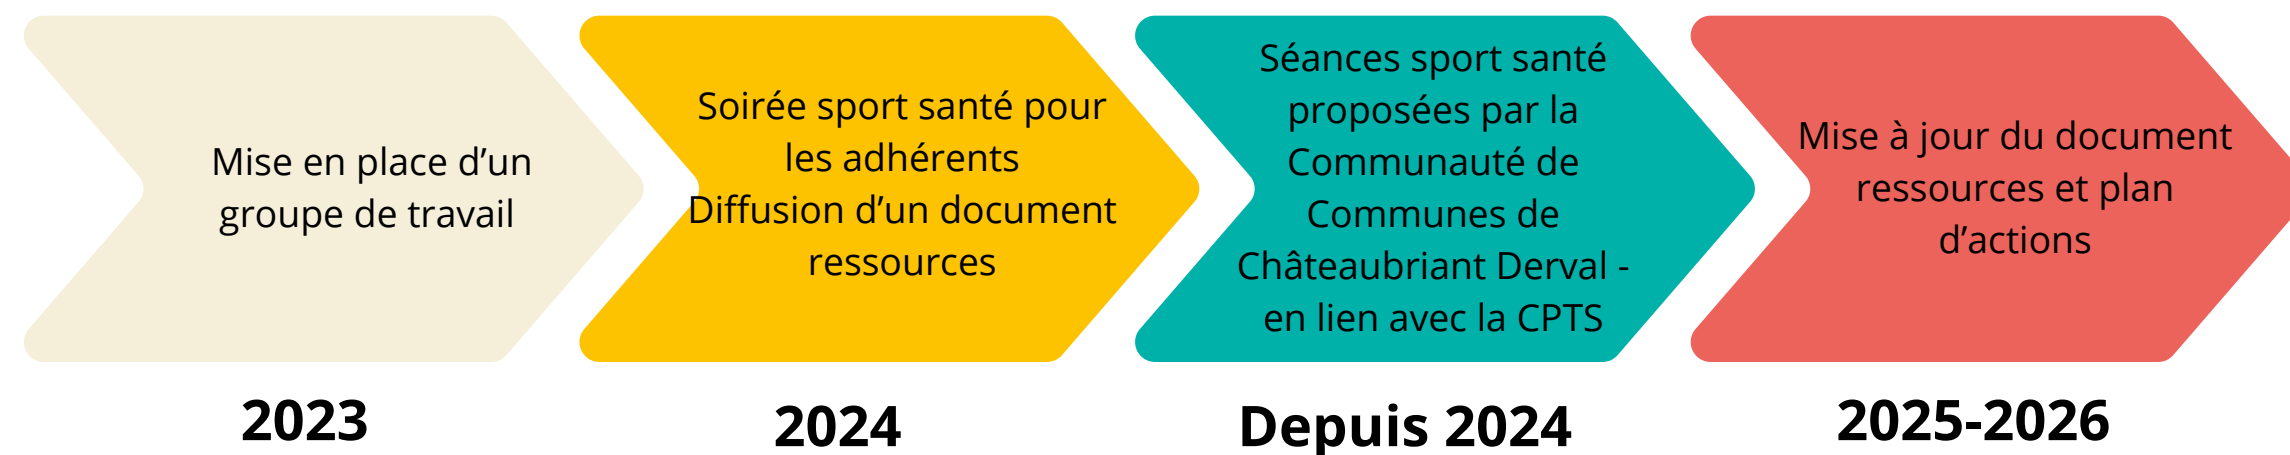 Mise en place d’un
groupe de travail
2023
Soirée sport santé pour
les adhérents
Diffusion d’un document
ressources
2024
Séances sport santé
proposées par la
Communauté de
Communes de
Châteaubriant Derval -
en lien avec la CPTS
Depuis 2024
Mise à jour du document
ressources et plan
d’actions
2025-2026